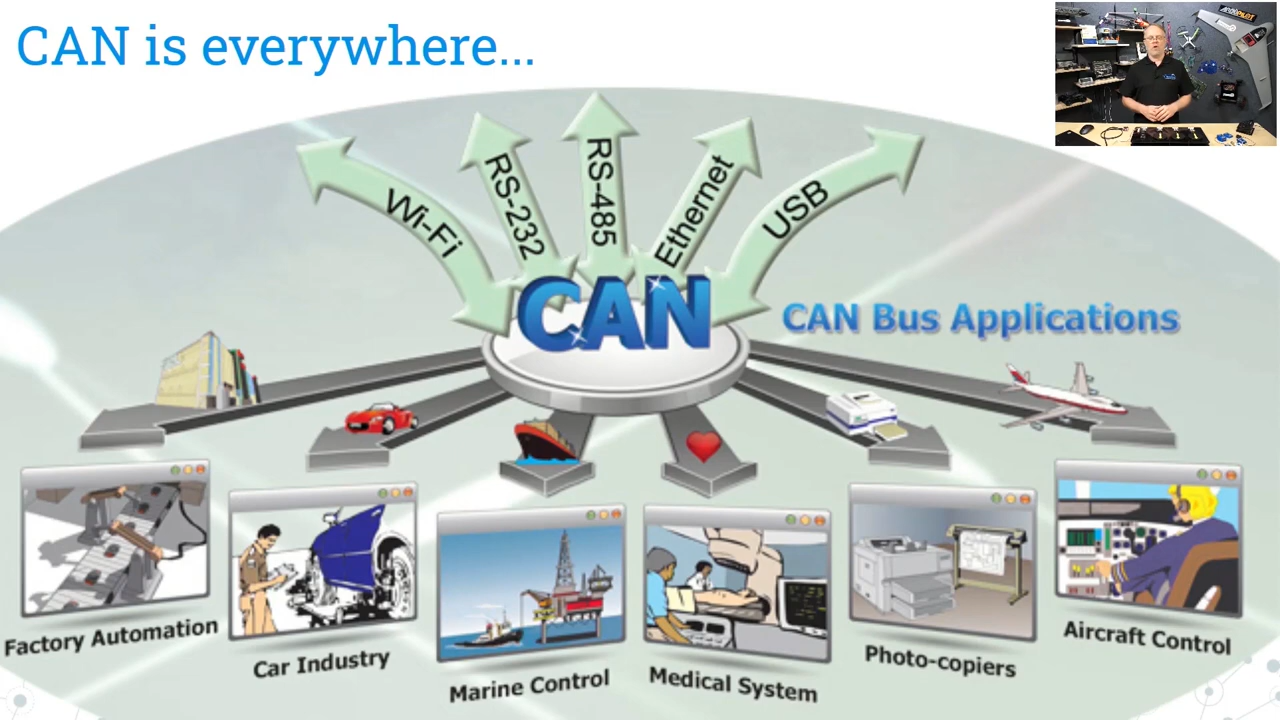 CAN is everywhere...
Wi-Fi
RS-232
RS-485
Ethernet
USB
CAN
CAN Bus Applications
Factory Automation
Car Industry
Marine Control
Medical System
Photo-copiers
Aircraft Control